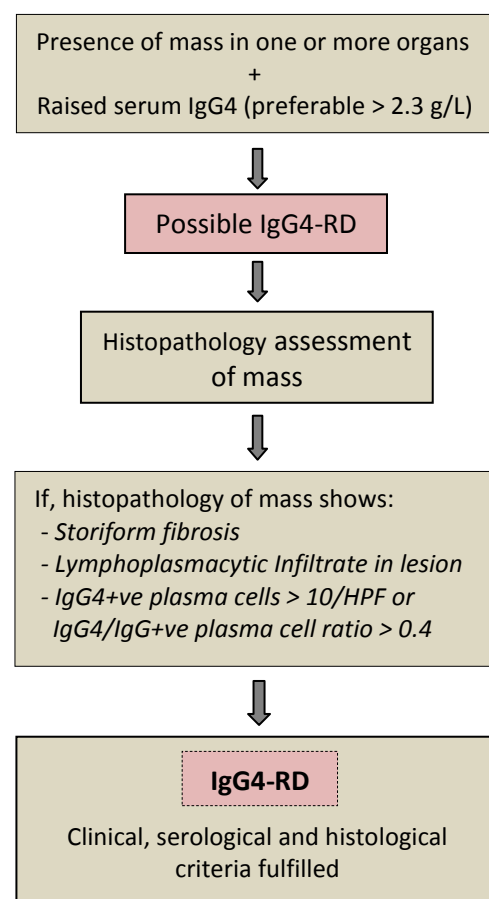 Presence of mass in one or more organs
+
Raised serum IgG4 (preferable > 2.3 g/L)
Possible IgG4-RD
Histopathology assessment
of mass
If, histopathology of mass shows:
- Storiform fibrosis
- Lymphoplasmacytic Infiltrate in lesion
- IgG4+ve plasma cells > 10/HPF or
IgG4/IgG+ve plasma cell ratio > 0.4
IgG4-RD
Clinical, serological and histological
criteria fulfilled